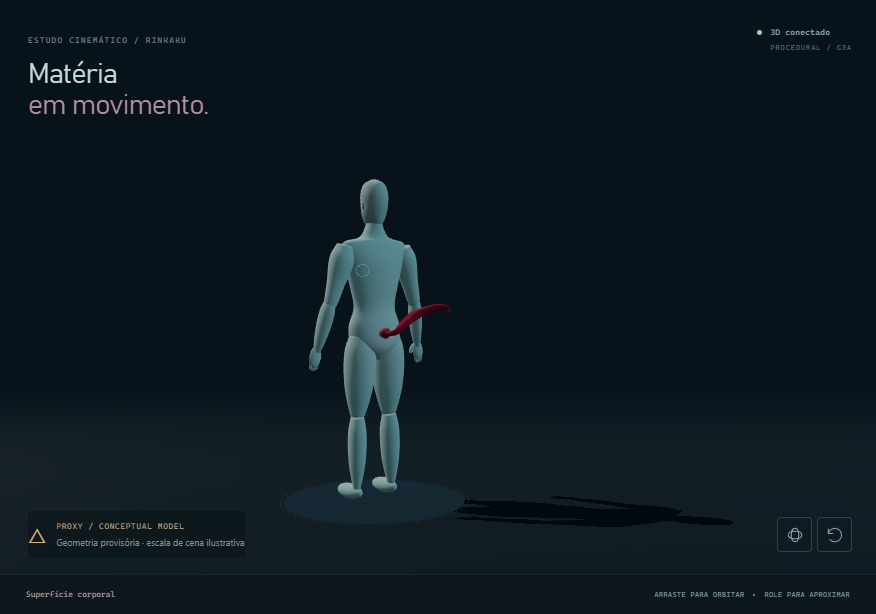 ESTUDO CINEMÁTICO / RINKAKU
Matéria
em movimento.
3D conectado
PROCEDURAL / G3A
PROXY / CONCEPTUAL MODEL
Geometria provisória · escala de cena ilustrativa
Superfície corporal
ARRASTE PARA ORBITAR • ROLE PARA APROXIMAR